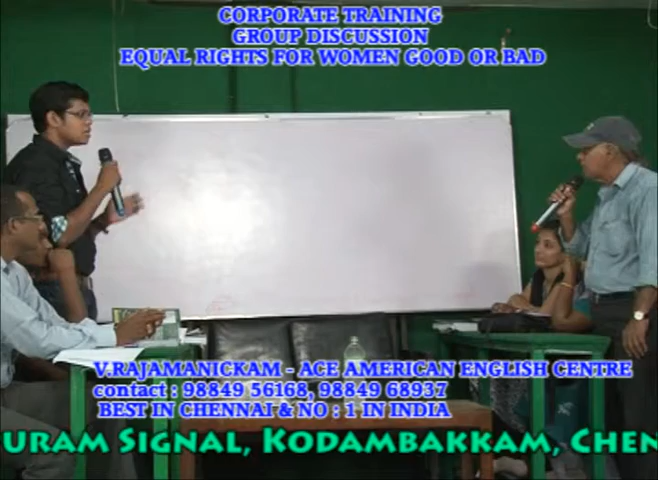 CORPORATE TRAINING
GROUP DISCUSSION
EQUAL RIGHTS FOR WOMEN GOOD OR BAD
V.RAJAMANICKAM - ACE AMERICAN ENGLISH CENTRE
contact : 98849 56168, 98849 68937
BEST IN CHENNAI & NO : 1 IN INDIA
URAM SIGNAL, KODAMBAKKAM, CHEN